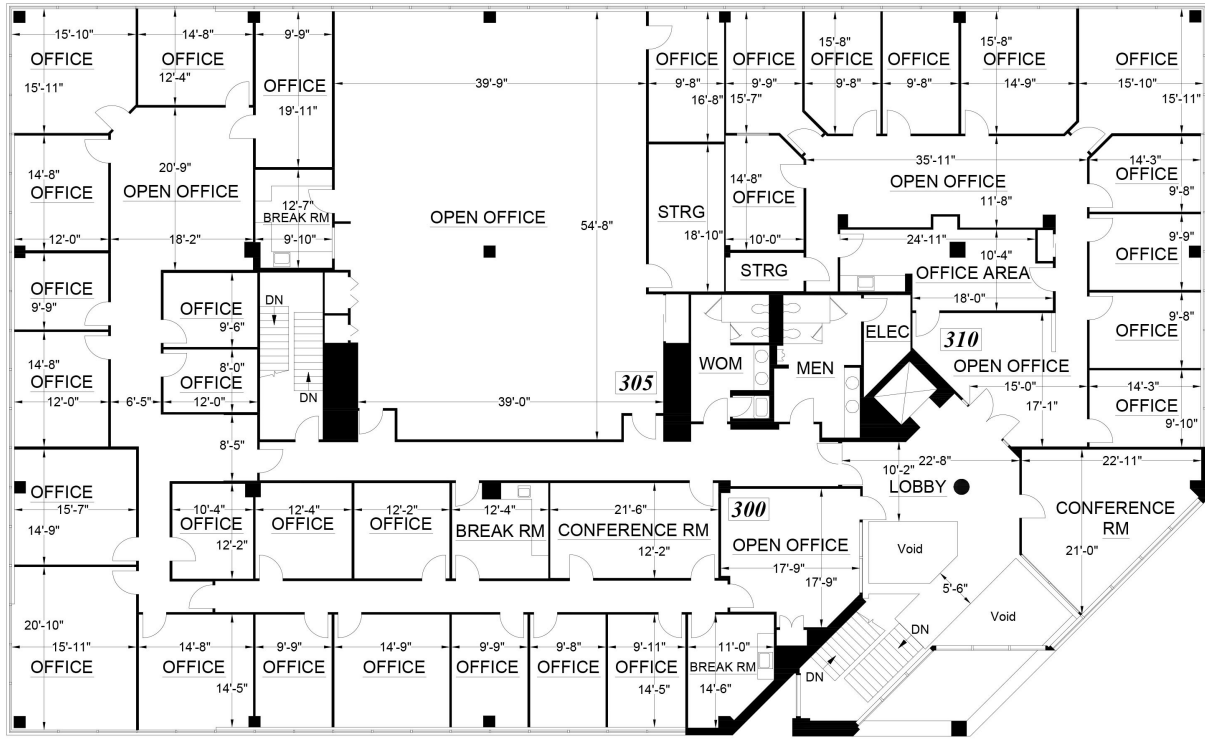 15'-10" 14'-8" 9'-9" 39'-9" 9'-8" 9'-9" 15'-8" 9'-8" 9'-8" 15'-8" 14'-9" 15'-10"
OFFICE OFFICE OFFICE OFFICE OFFICE OFFICE OFFICE OFFICE OFFICE
15'-11" 12'-4" 19'-11" 54'-8" 16'-8" 15'-7" 15'-11"
14'-8" OFFICE 12'-0"
20'-9" OPEN OFFICE 18'-2"
12'-7" BREAK RM 9'-10"
OPEN OFFICE
STRG 18'-10"
14'-8" OFFICE 10'-0"
STRG
35'-11" OPEN OFFICE 11'-8"
14'-3" OFFICE 9'-8"
24'-11" 10'-4" OFFICE AREA 18'-0"
OFFICE 9'-9"
OFFICE 9'-9"
OFFICE 9'-6"
DN
DN
OFFICE 9'-8"
14'-8" OFFICE 12'-0"
6'-5"
8'-0" OFFICE 12'-0"
305
39'-0"
WOM
MEN
ELEC
310
OPEN OFFICE 15'-0" 17'-1"
14'-3" OFFICE 9'-10"
8'-5"
OFFICE 15'-7" 14'-9"
10'-4" OFFICE 12'-2"
12'-4" OFFICE
12'-2" OFFICE
12'-4" BREAK RM
21'-6" CONFERENCE RM 12'-2"
300
OPEN OFFICE 17'-9" 17'-9"
22'-8" 10'-2" LOBBY
22'-11" CONFERENCE RM 21'-0"
Void
5'-6"
Void
DN
DN
20'-10" 15'-11" OFFICE
14'-8" OFFICE 14'-5"
9'-9" OFFICE
14'-9" OFFICE
9'-9" OFFICE
9'-8" OFFICE
9'-11" OFFICE 14'-5"
11'-0" BREAK RM 14'-6"